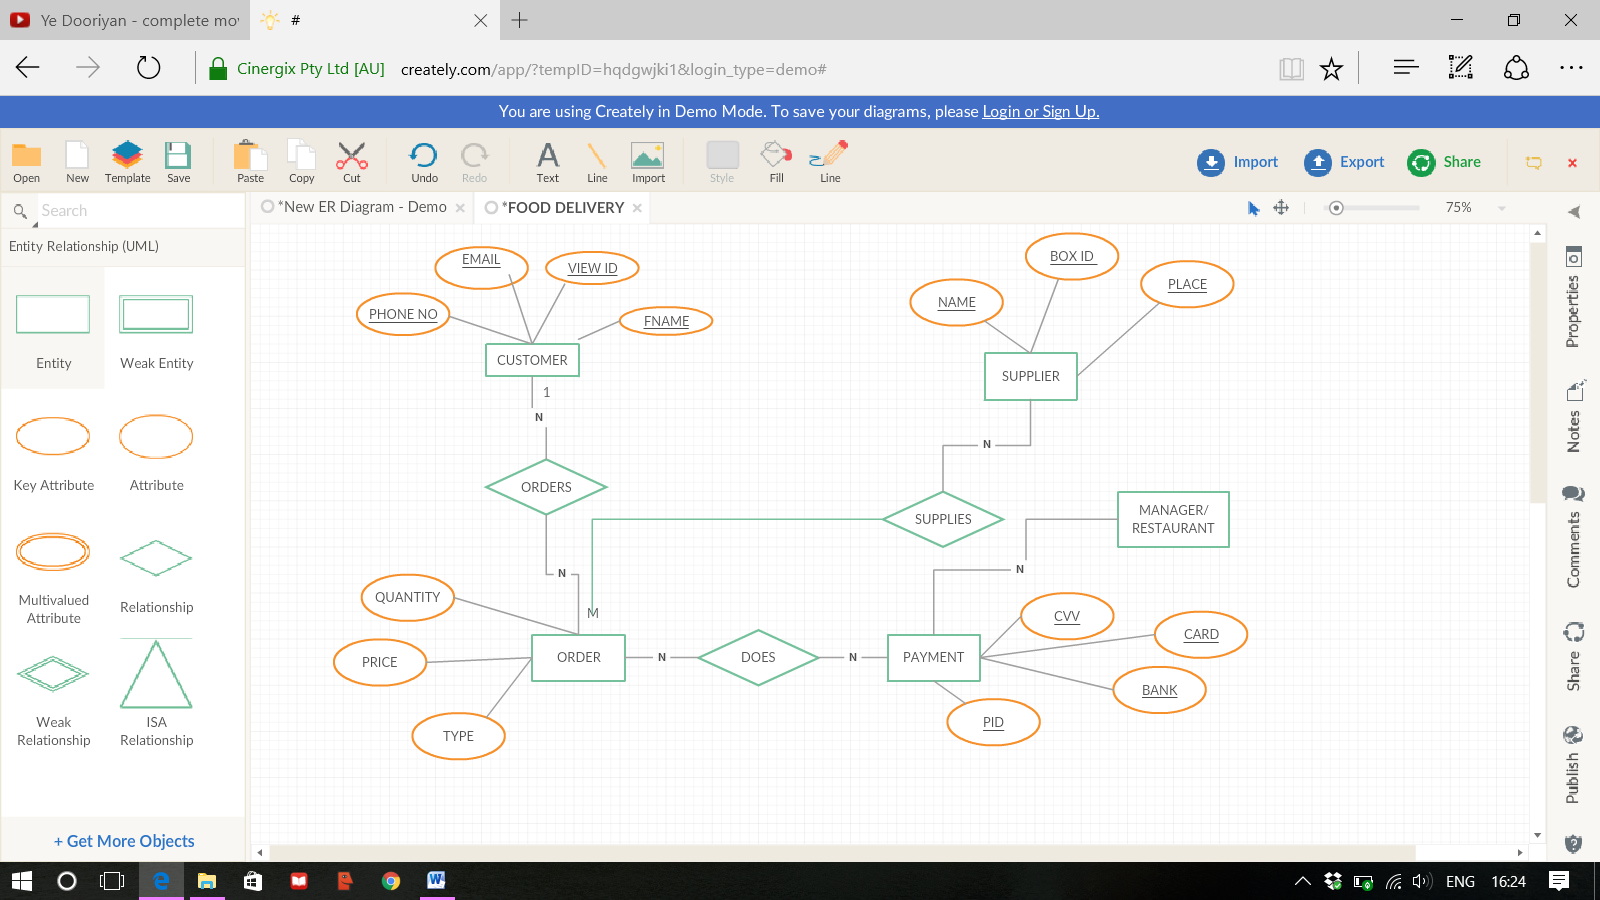 Ye Dooriyan - complete mo
#
Cinergix Pty Ltd [AU]
creately.com/app/?tempID=hqdgwjki1&login_type=demo#
You are using Creately in Demo Mode. To save your diagrams, please Login or Sign Up.
Open
New
Template
Save
Paste
Copy
Cut
Undo
Redo
Text
Line
Import
Style
Fill
Line
Import
Export
Share
Search
*New ER Diagram - Demo
*FOOD DELIVERY
75%
Entity Relationship (UML)
Entity
Weak Entity
Key Attribute
Attribute
Multivalued
Attribute
Relationship
Weak
Relationship
ISA
Relationship
+ Get More Objects
EMAIL
VIEW ID
PHONE NO
FNAME
CUSTOMER
1
N
ORDERS
N
M
QUANTITY
PRICE
TYPE
ORDER
N
DOES
N
PAYMENT
BOX ID
NAME
PLACE
SUPPLIER
N
SUPPLIES
MANAGER/
RESTAURANT
N
CVV
CARD
BANK
PID
Properties
Notes
Comments
Share
Publish
ENG
16:24